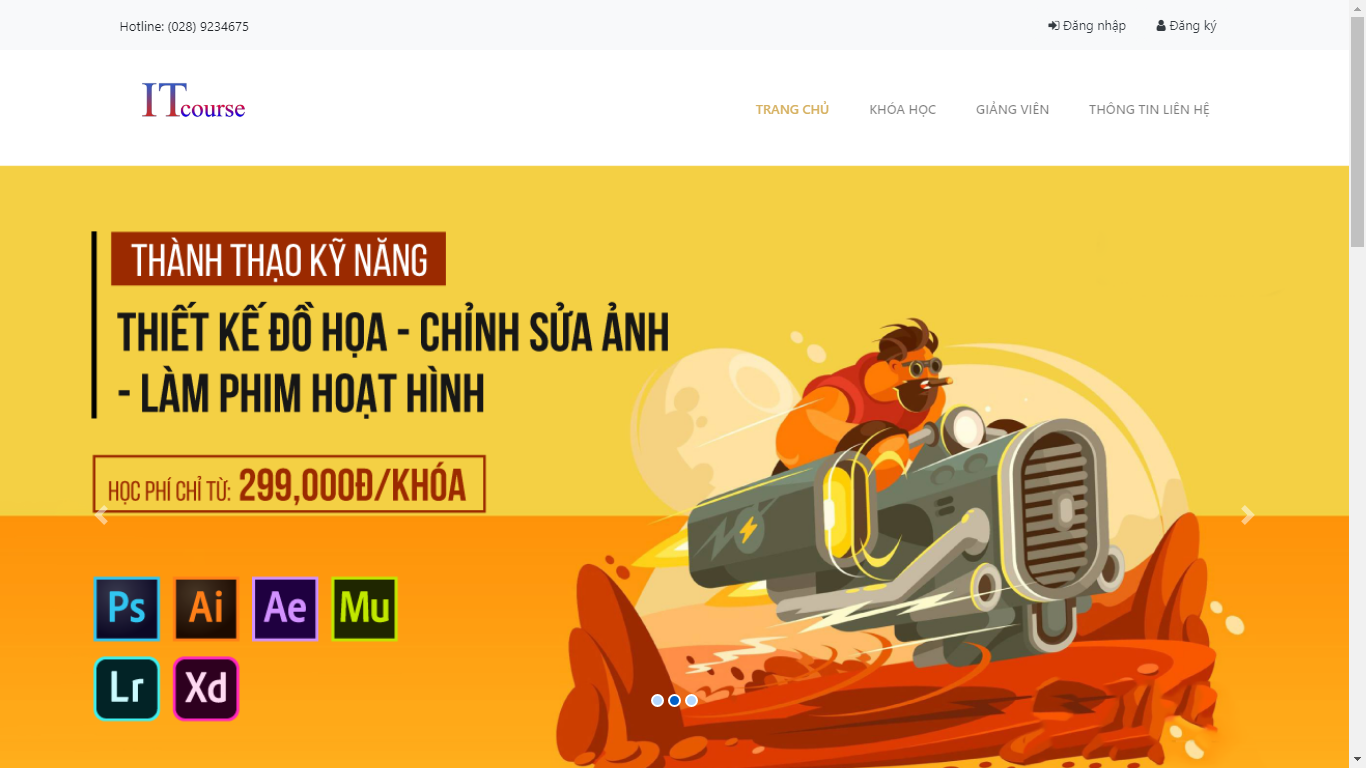 Hotline: (028) 9234675
Đăng nhập
Đăng ký
ITcourse
TRANG CHỦ
KHÓA HỌC
GIẢNG VIÊN
THÔNG TIN LIÊN HỆ
THÀNH THẠO KỸ NĂNG
THIẾT KẾ ĐỒ HỌA - CHỈNH SỬA ẢNH
- LÀM PHIM HOẠT HÌNH
HỌC PHÍ CHỈ TỪ: 299,000Đ/KHÓA
Ps Ai Ae Mu
Lr Xd